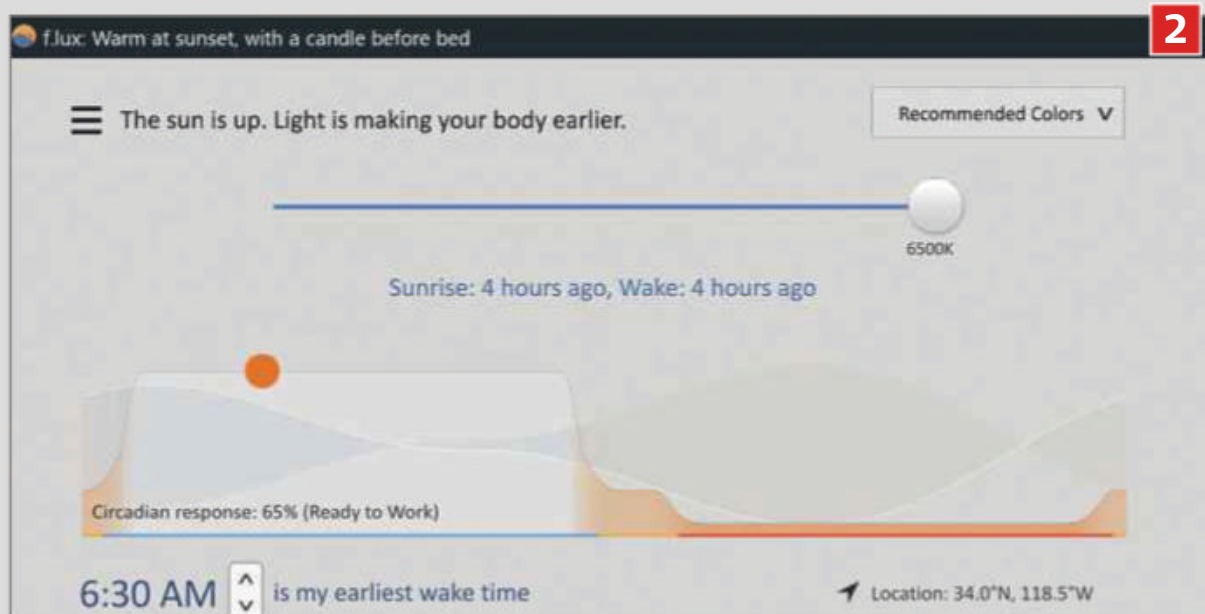 2
f.lux: Warm at sunset, with a candle before bed
The sun is up. Light is making your body earlier.
Recommended Colors ∨
6500K
Sunrise: 4 hours ago, Wake: 4 hours ago
Circadian response: 65% (Ready to Work)
6:30 AM is my earliest wake time
Location: 34.0°N, 118.5°W